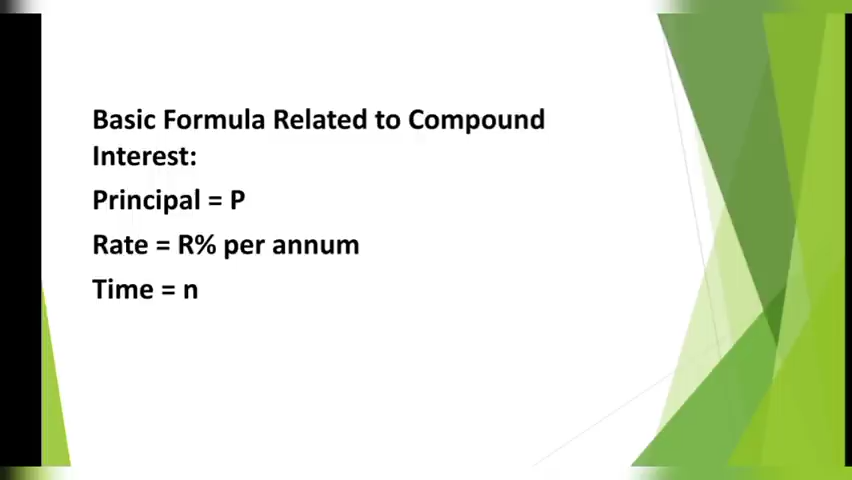 Basic Formula Related to Compound
Interest:
Principal = P
Rate = R% per annum
Time = n